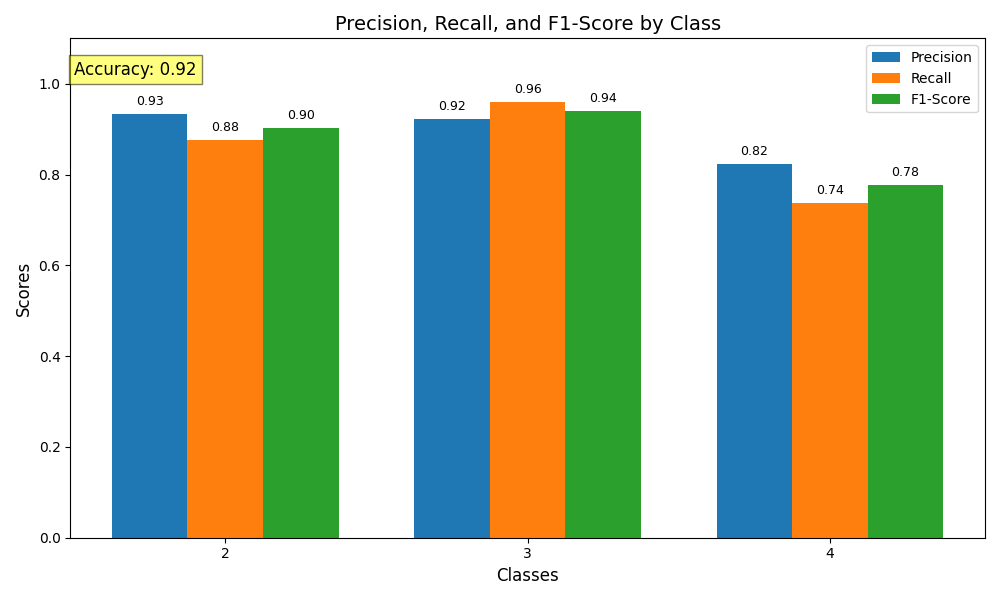 Precision, Recall, and F1-Score by Class
Accuracy: 0.92
Precision
Recall
F1-Score
Scores
1.0
0.8
0.6
0.4
0.2
0.0
0.93
0.88
0.90
0.92
0.96
0.94
0.82
0.74
0.78
2
3
4
Classes